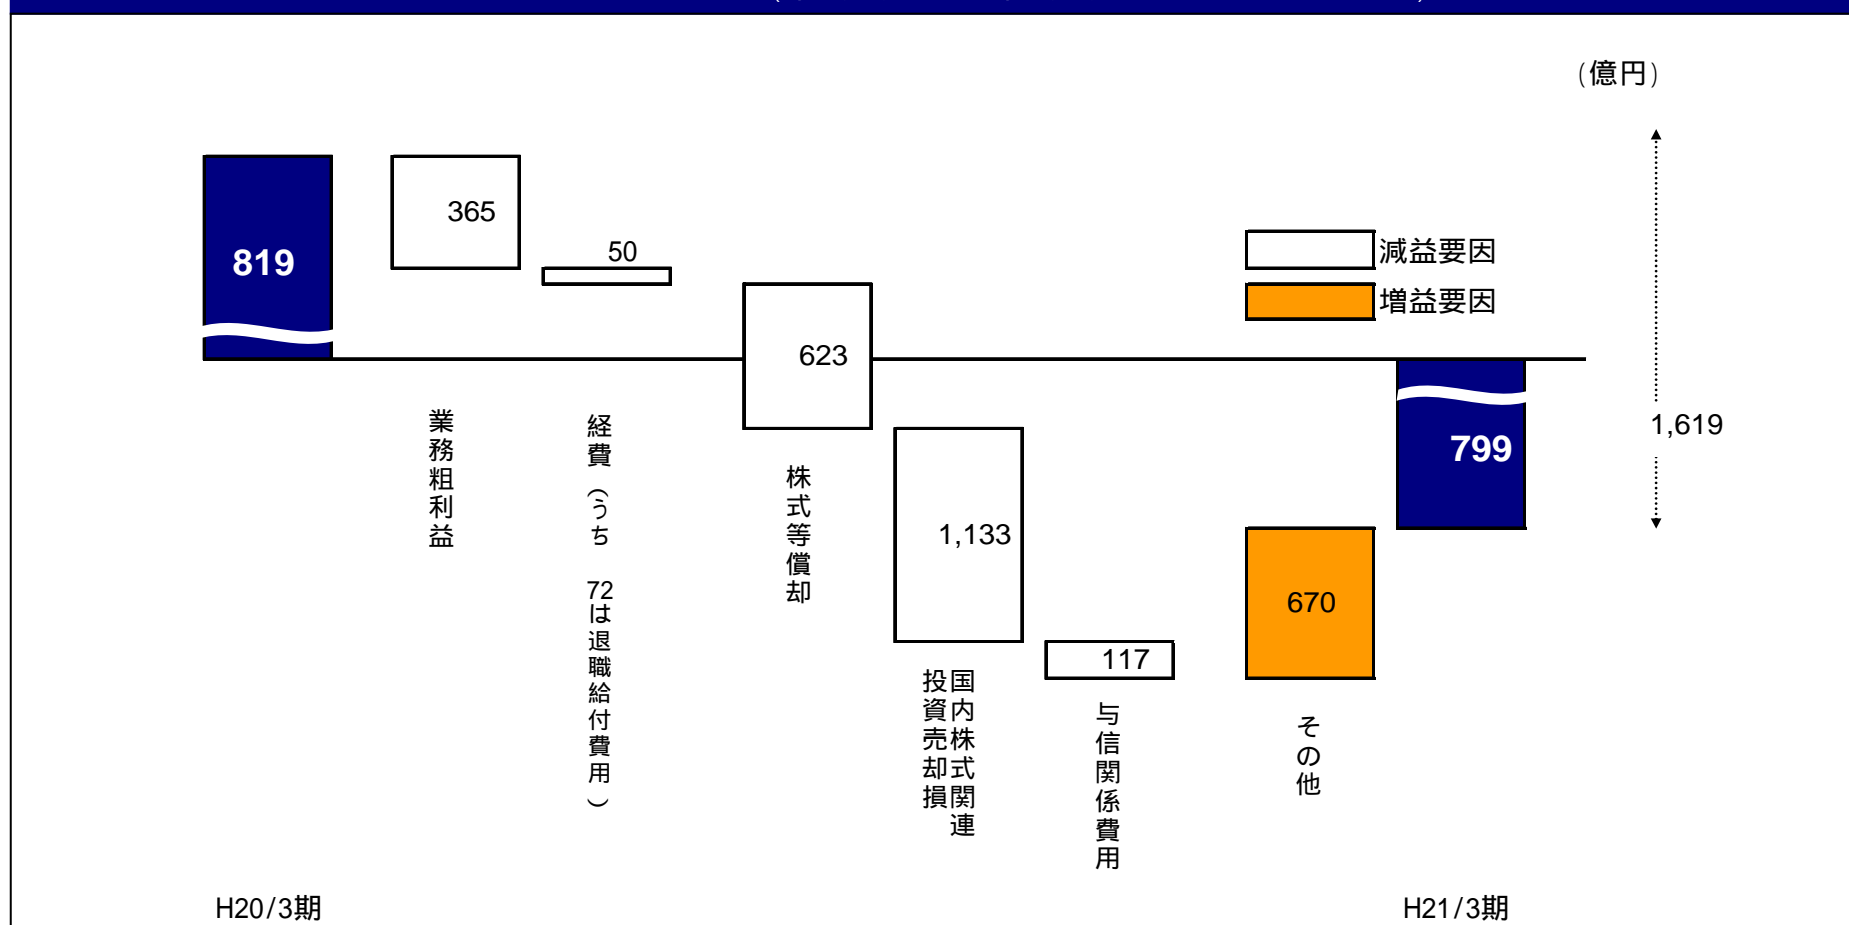 (億円)
819
365
50
623
1,133
117
670
799
1,619
減益要因
増益要因
業務粗利益
経費(うち 72は退職給付費用)
株式等償却
国内株式関連
投資売却損
与信関係費用
その他
H20/3期
H21/3期